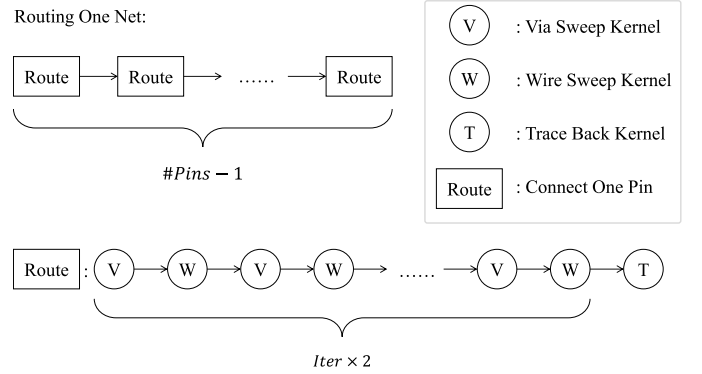 Routing One Net:
Route Route ...... Route
#Pins − 1
V : Via Sweep Kernel
W : Wire Sweep Kernel
T : Trace Back Kernel
Route : Connect One Pin
Route : V W V W ...... V W T
Iter × 2